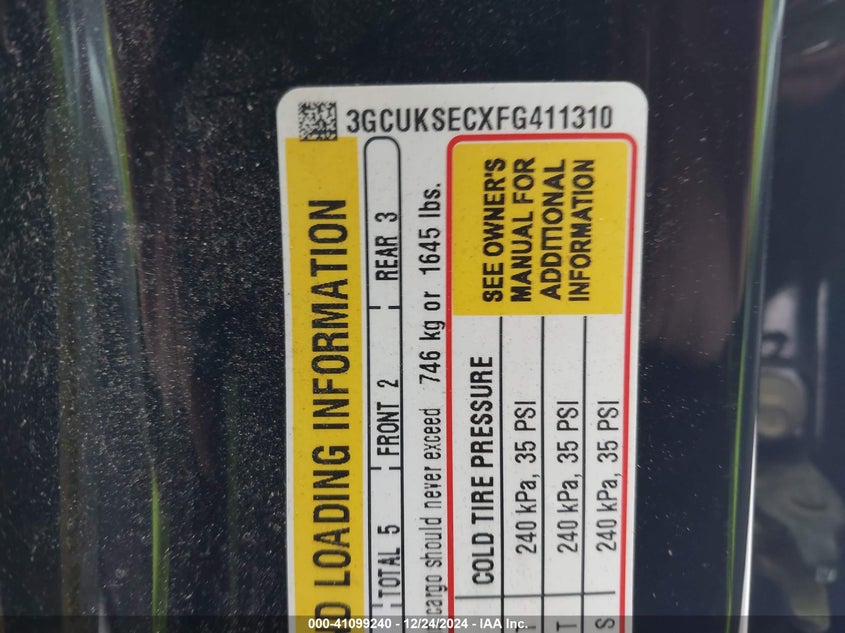 3GCUKSECXFG411310
ND LOADING INFORMATION
TOTAL 5 FRONT 2 REAR 3
cargo should never exceed 746 kg or 1645 lbs.
COLD TIRE PRESSURE
240 kPa, 35 PSI
240 kPa, 35 PSI
240 kPa, 35 PSI
SEE OWNER'S
MANUAL FOR
ADDITIONAL
INFORMATION
T
S
000-41099240 - 12/24/2024 - IAA Inc.